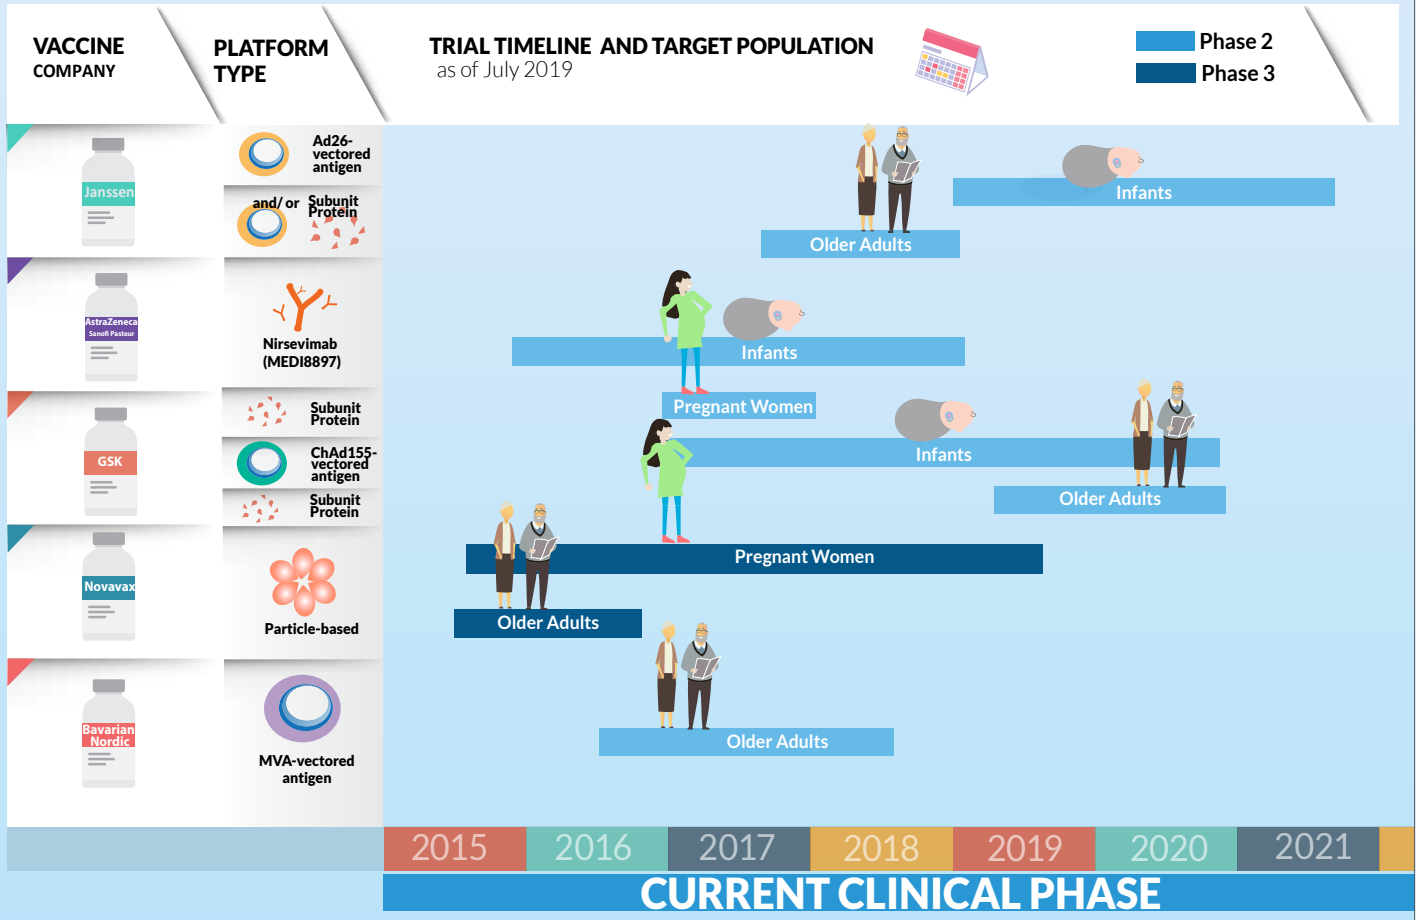 VACCINE
COMPANY
PLATFORM
TYPE
TRIAL TIMELINE AND TARGET POPULATION
as of July 2019
Phase 2
Phase 3
Janssen
Ad26-
vectored
antigen
and/ or Subunit
Protein
Infants
Older Adults
AstraZeneca
Sanofi Pasteur
Nirsevimab
(MEDI8897)
Infants
GSK
Subunit
Protein
ChAd155-
vectored
antigen
Subunit
Protein
Pregnant Women
Infants
Older Adults
Novavax
Particle-based
Pregnant Women
Older Adults
Bavarian
Nordic
MVA-vectored
antigen
Older Adults
2015 2016 2017 2018 2019 2020 2021
CURRENT CLINICAL PHASE